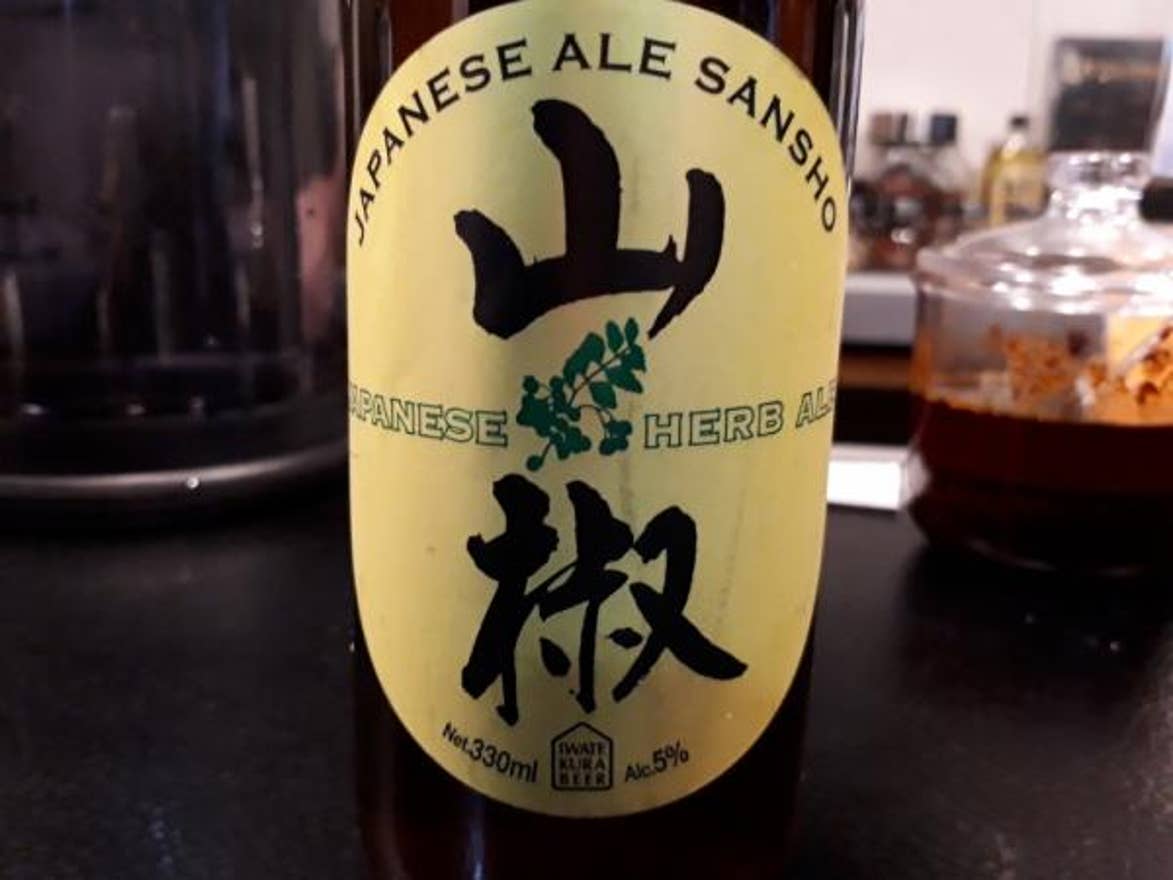 JAPANESE ALE SANSHO
山
JAPANESE HERB ALE
椒
Net.330ml
IWATE
KURA
BEER
Alc.5%